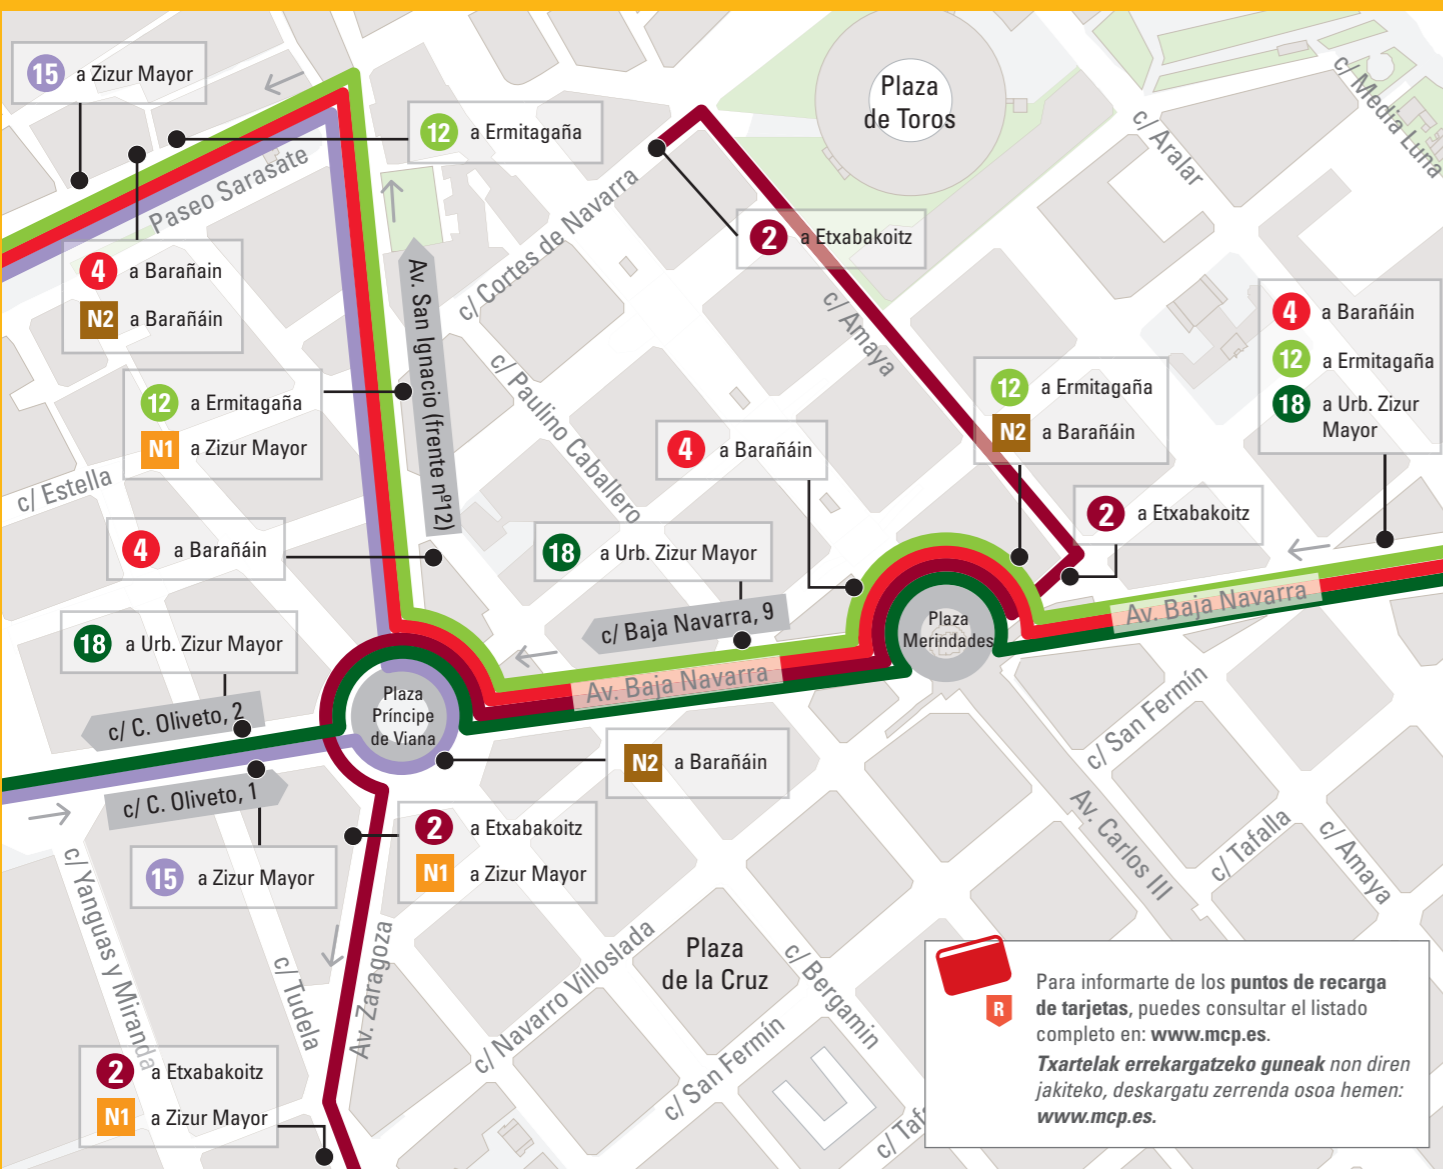 15 a Zizur Mayor
12 a Ermitagaña
Plaza
de Toros
c/ Media Luna
c/ Aralar
Paseo Sarasate
c/ Cortes de Navarra
2 a Etxabakoitz
4 a Barañain
N2 a Barañáin
Av. San Ignacio (frente nº12)
c/ Amaya
4 a Barañáin
12 a Ermitagaña
18 a Urb. Zizur
Mayor
12 a Ermitagaña
N1 a Zizur Mayor
c/ Paulino Caballero
12 a Ermitagaña
N2 a Barañáin
4 a Barañáin
c/ Estella
2 a Etxabakoitz
4 a Barañáin
18 a Urb. Zizur Mayor
Av. Baja Navarra
c/ Baja Navarra, 9
Plaza
Merindades
18 a Urb. Zizur Mayor
Av. Baja Navarra
Plaza
Príncipe
de Viana
c/ C. Oliveto, 2
c/ San Fermín
N2 a Barañáin
c/ C. Oliveto, 1
2 a Etxabakoitz
N1 a Zizur Mayor
15 a Zizur Mayor
Av. Carlos III
c/ Tafalla
c/ Amaya
c/ Yanguas y Miranda
c/ Tudela
Av. Zaragoza
c/ Navarro Villoslada
Plaza
de la Cruz
c/ Bergamin
c/ San Fermín
c/ Taf
2 a Etxabakoitz
N1 a Zizur Mayor
R
Para informarte de los puntos de recarga
de tarjetas, puedes consultar el listado
completo en: www.mcp.es.
Txartelak errekargatzeko guneak non diren
jakiteko, deskargatu zerrenda osoa hemen:
www.mcp.es.